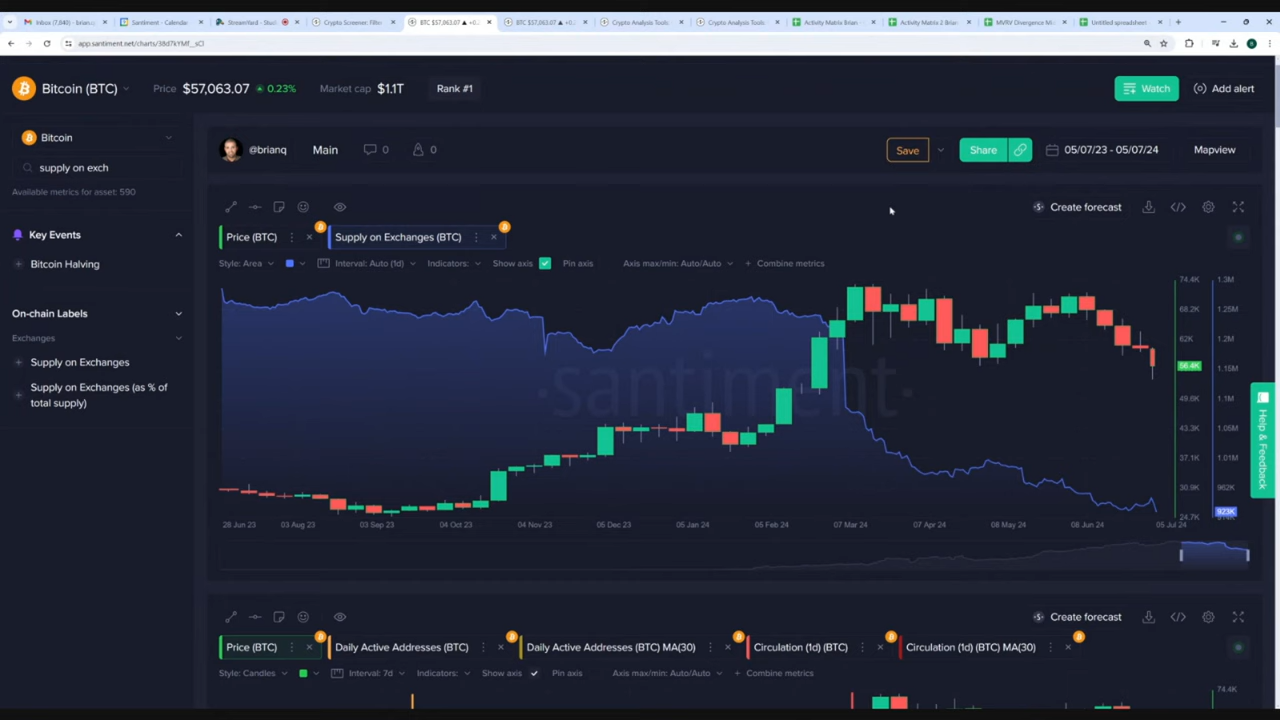 Inbox (7,640) - brian.q
Santiment - Calendar
StreamYard - Studi
Crypto Screener: Filter
BTC $57,063.07 ▲ +0.2
BTC $57,063.07 ▲ +0.2
Crypto Analysis Tools
Crypto Analysis Tools
Activity Matrix Brian
Activity Matrix 2 Brian
MVRV Divergence M
Untitled spreadsheet
Bitcoin (BTC) Price $57,063.07 0.23% Market cap $1.1T Rank #1 Watch Add alert
Bitcoin
supply on exch
Available metrics for asset: 590
Key Events
Bitcoin Halving
On-chain Labels
Exchanges
Supply on Exchanges
Supply on Exchanges (as % of
total supply)
@brianq Main 0 0 Save Share 05/07/23 - 05/07/24 Mapview
Create forecast
Price (BTC) Supply on Exchanges (BTC)
Style: Area Interval: Auto (1d) Indicators: Show axis Pin axis Axis max/min: Auto/Auto + Combine metrics
74.4K 1.3M
68.2K 1.25M
62K 1.2M
56.4K 1.15M
49.8K 1.1M
43.3K 1.05M
37.1K 1.01M
30.9K 962K
923K
24.7K
·santiment·
28 Jun 23 03 Aug 23 03 Sep 23 04 Oct 23 04 Nov 23 05 Dec 23 05 Jan 24 05 Feb 24 07 Mar 24 07 Apr 24 08 May 24 08 Jun 24 05 Jul 24
Help & Feedback
Create forecast
Price (BTC) Daily Active Addresses (BTC) Daily Active Addresses (BTC) MA(30) Circulation (1d) (BTC) Circulation (1d) (BTC) MA(30)
Style: Candles Interval: 7d Indicators: Show axis Pin axis Axis max/min: Auto/Auto + Combine metrics
74.4K